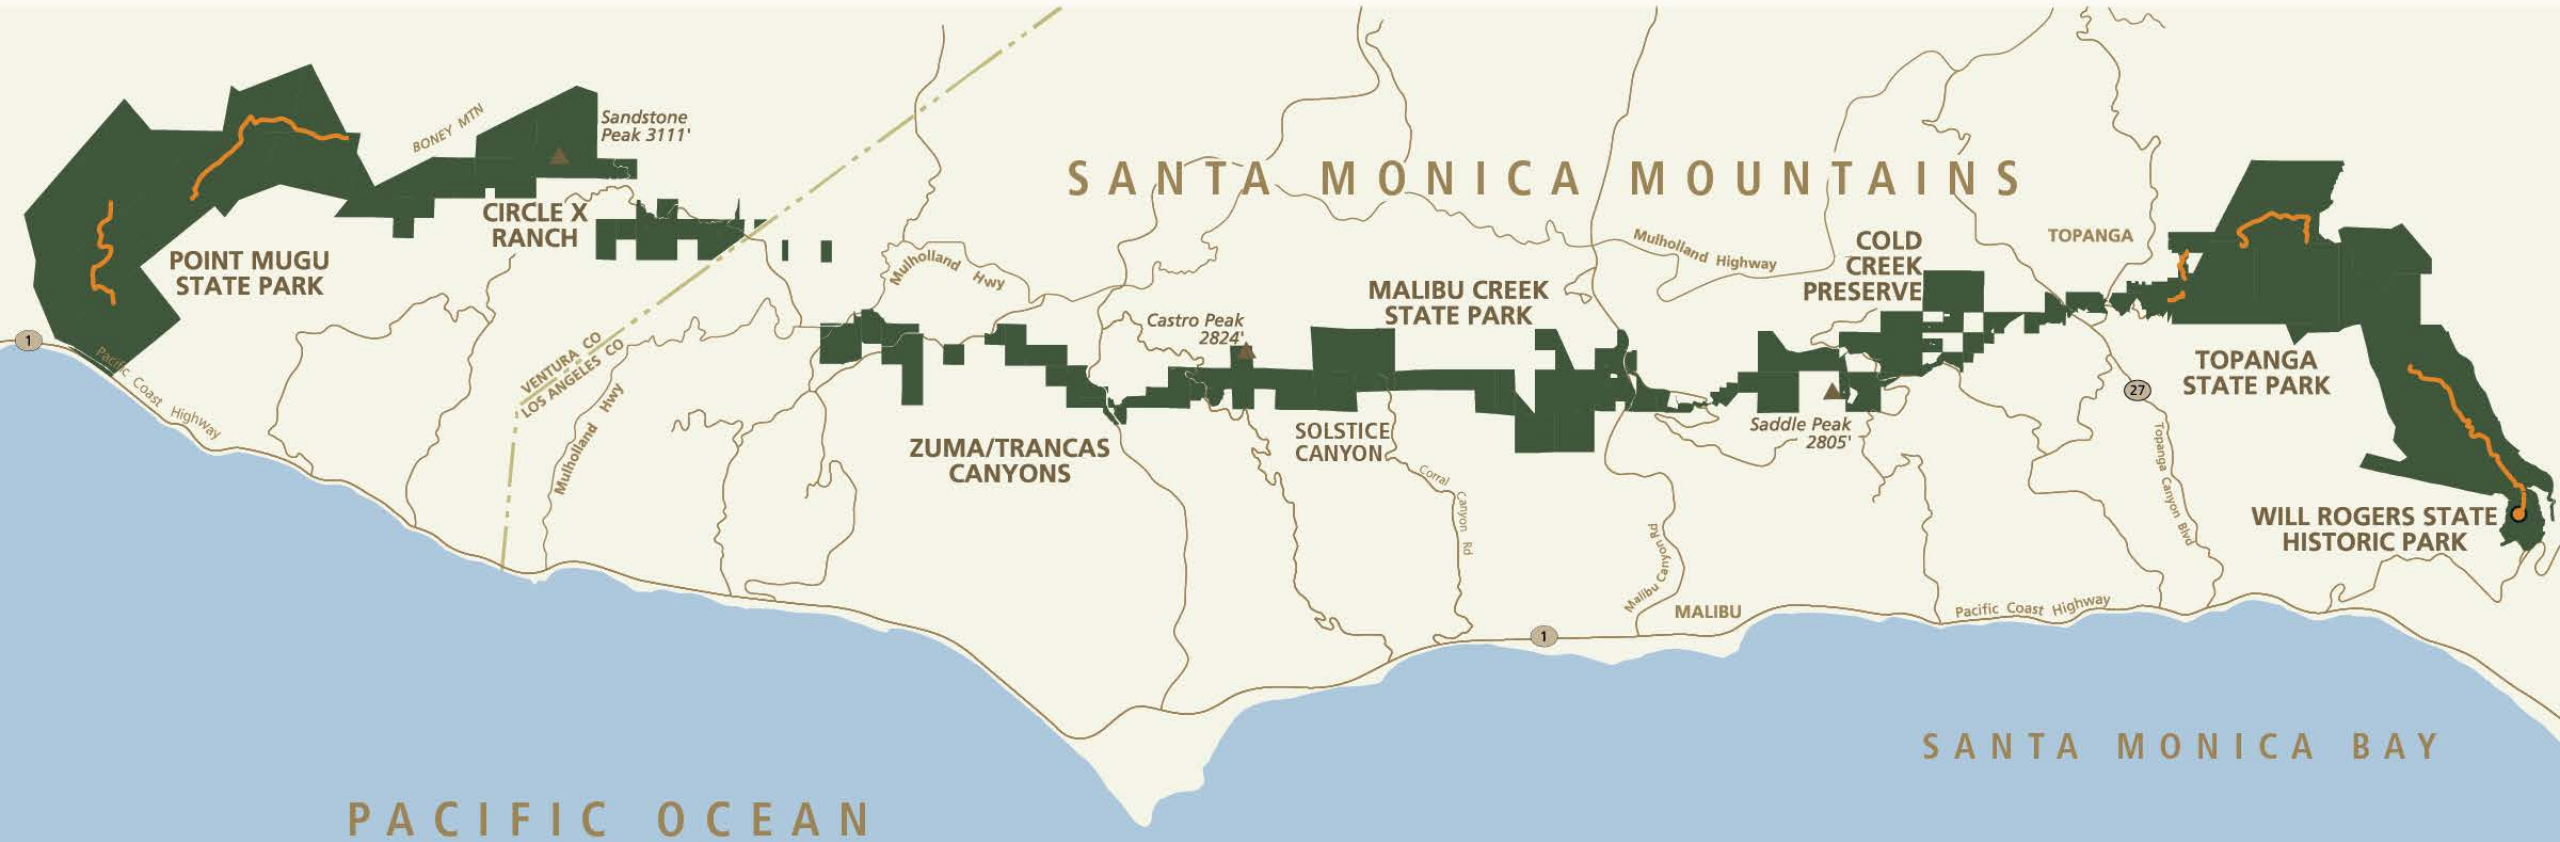 SANTA MONICA MOUNTAINS
BONEY MTN
Sandstone
Peak 3111'
CIRCLE X
RANCH
POINT MUGU
STATE PARK
1
Pacific Coast Highway
VENTURA CO
LOS ANGELES CO
Mulholland Hwy
Mulholland Hwy
ZUMA/TRANCAS
CANYONS
Castro Peak
2824'
SOLSTICE
CANYON
MALIBU CREEK
STATE PARK
Corral Canyon Rd
Mulholland Highway
COLD
CREEK
PRESERVE
Saddle Peak
2805'
Malibu Canyon Rd
MALIBU
1
Pacific Coast Highway
TOPANGA
27
Topanga Canyon Blvd
TOPANGA
STATE PARK
WILL ROGERS STATE
HISTORIC PARK
SANTA MONICA BAY
PACIFIC OCEAN